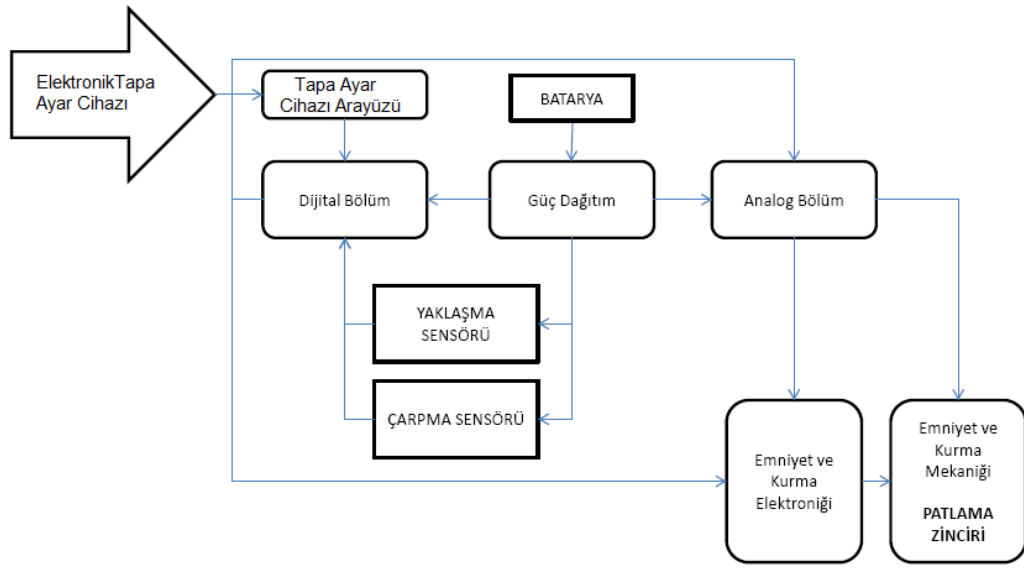 ElektronikTapa
Ayar Cihazı
Tapa Ayar
Cihazı Arayüzü
BATARYA
Dijital Bölüm
Güç Dağıtım
Analog Bölüm
YAKLAŞMA
SENSÖRÜ
ÇARPMA SENSÖRÜ
Emniyet ve
Kurma
Elektroniği
Emniyet ve
Kurma
Mekaniği
PATLAMA
ZİNCİRİ